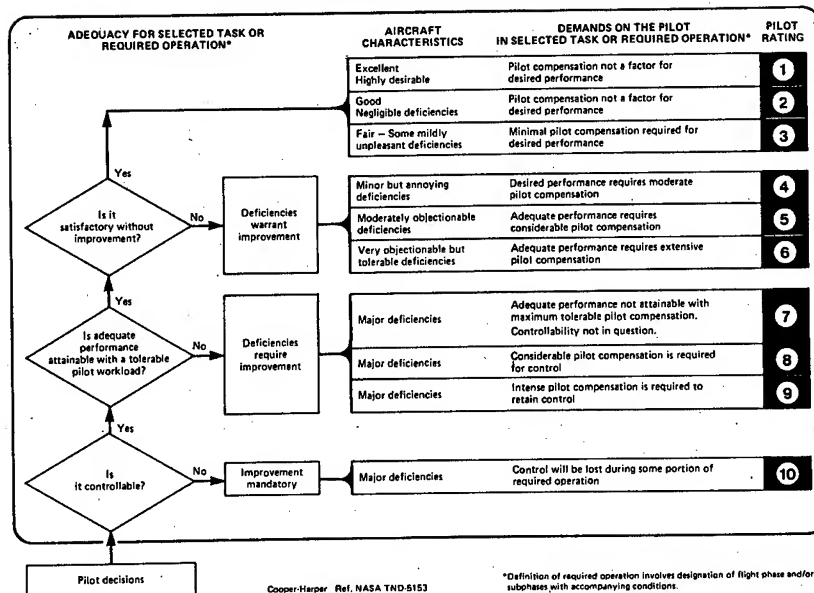 ADEQUACY FOR SELECTED TASK OR
REQUIRED OPERATION*
AIRCRAFT
CHARACTERISTICS
DEMANDS ON THE PILOT
IN SELECTED TASK OR REQUIRED OPERATION*
PILOT
RATING
Excellent
Highly desirable
Pilot compensation not a factor for
desired performance
1
Good
Negligible deficiencies
Pilot compensation not a factor for
desired performance
2
Fair – Some mildly
unpleasant deficiencies
Minimal pilot compensation required for
desired performance
3
Yes
Is it
satisfactory without
improvement?
No
Deficiencies
warrant
improvement
Minor but annoying
deficiencies
Desired performance requires moderate
pilot compensation
4
Moderately objectionable
deficiencies
Adequate performance requires
considerable pilot compensation
5
Very objectionable but
tolerable deficiencies
Adequate performance requires extensive
pilot compensation
6
Yes
Is adequate
performance
attainable with a tolerable
pilot workload?
No
Deficiencies
require
improvement
Major deficiencies
Adequate performance not attainable with
maximum tolerable pilot compensation.
Controllability not in question.
7
Major deficiencies
Considerable pilot compensation is required
for control
8
Major deficiencies
Intense pilot compensation is required to
retain control
9
Yes
Is
it controllable?
No
Improvement
mandatory
Major deficiencies
Control will be lost during some portion of
required operation
10
Pilot decisions
Cooper-Harper Ref. NASA TND-5153
*Definition of required operation involves designation of flight phase and/or
subphases with accompanying conditions.